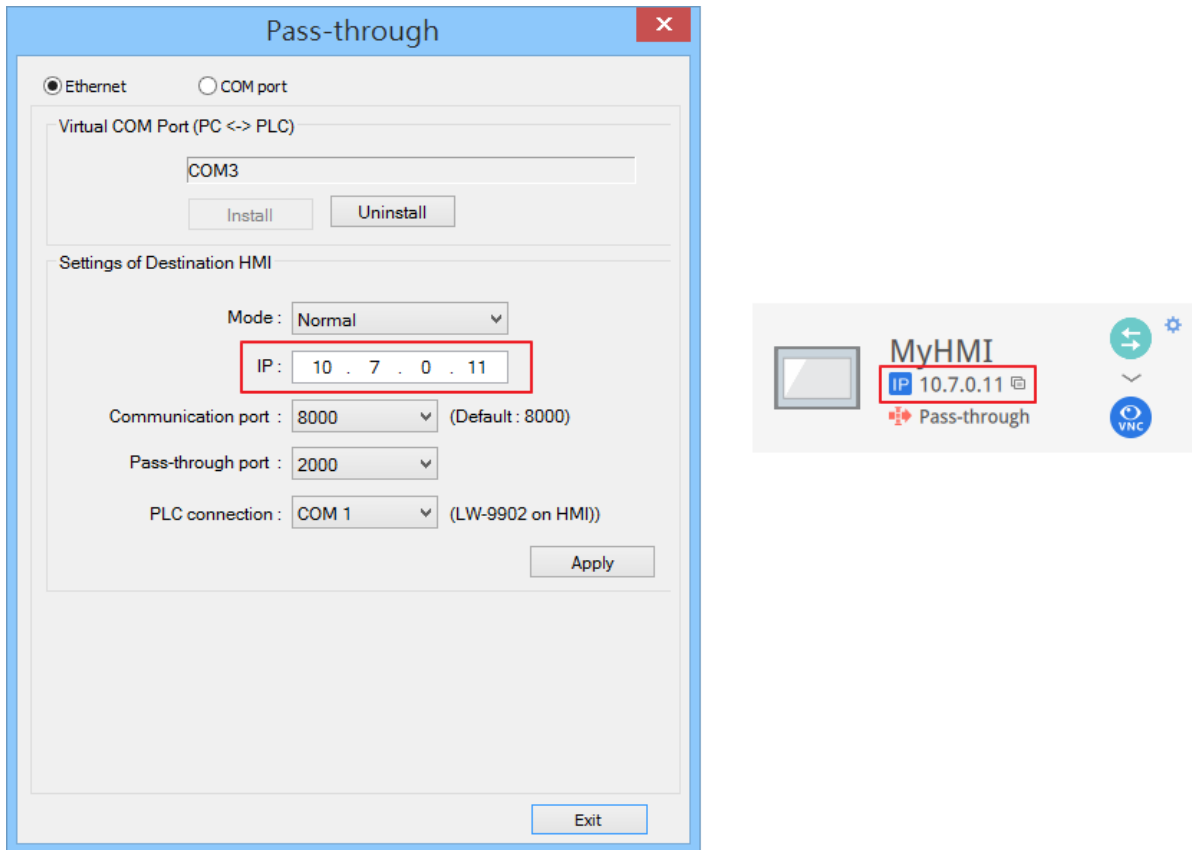 Pass-through
Ethernet COM port
Virtual COM Port (PC <-> PLC)
COM3
Install Uninstall
Settings of Destination HMI
Mode : Normal
IP : 10 . 7 . 0 . 11
Communication port : 8000 (Default : 8000)
Pass-through port : 2000
PLC connection : COM 1 (LW-9902 on HMI))
Apply
Exit
MyHMI
IP 10.7.0.11
Pass-through
VNC